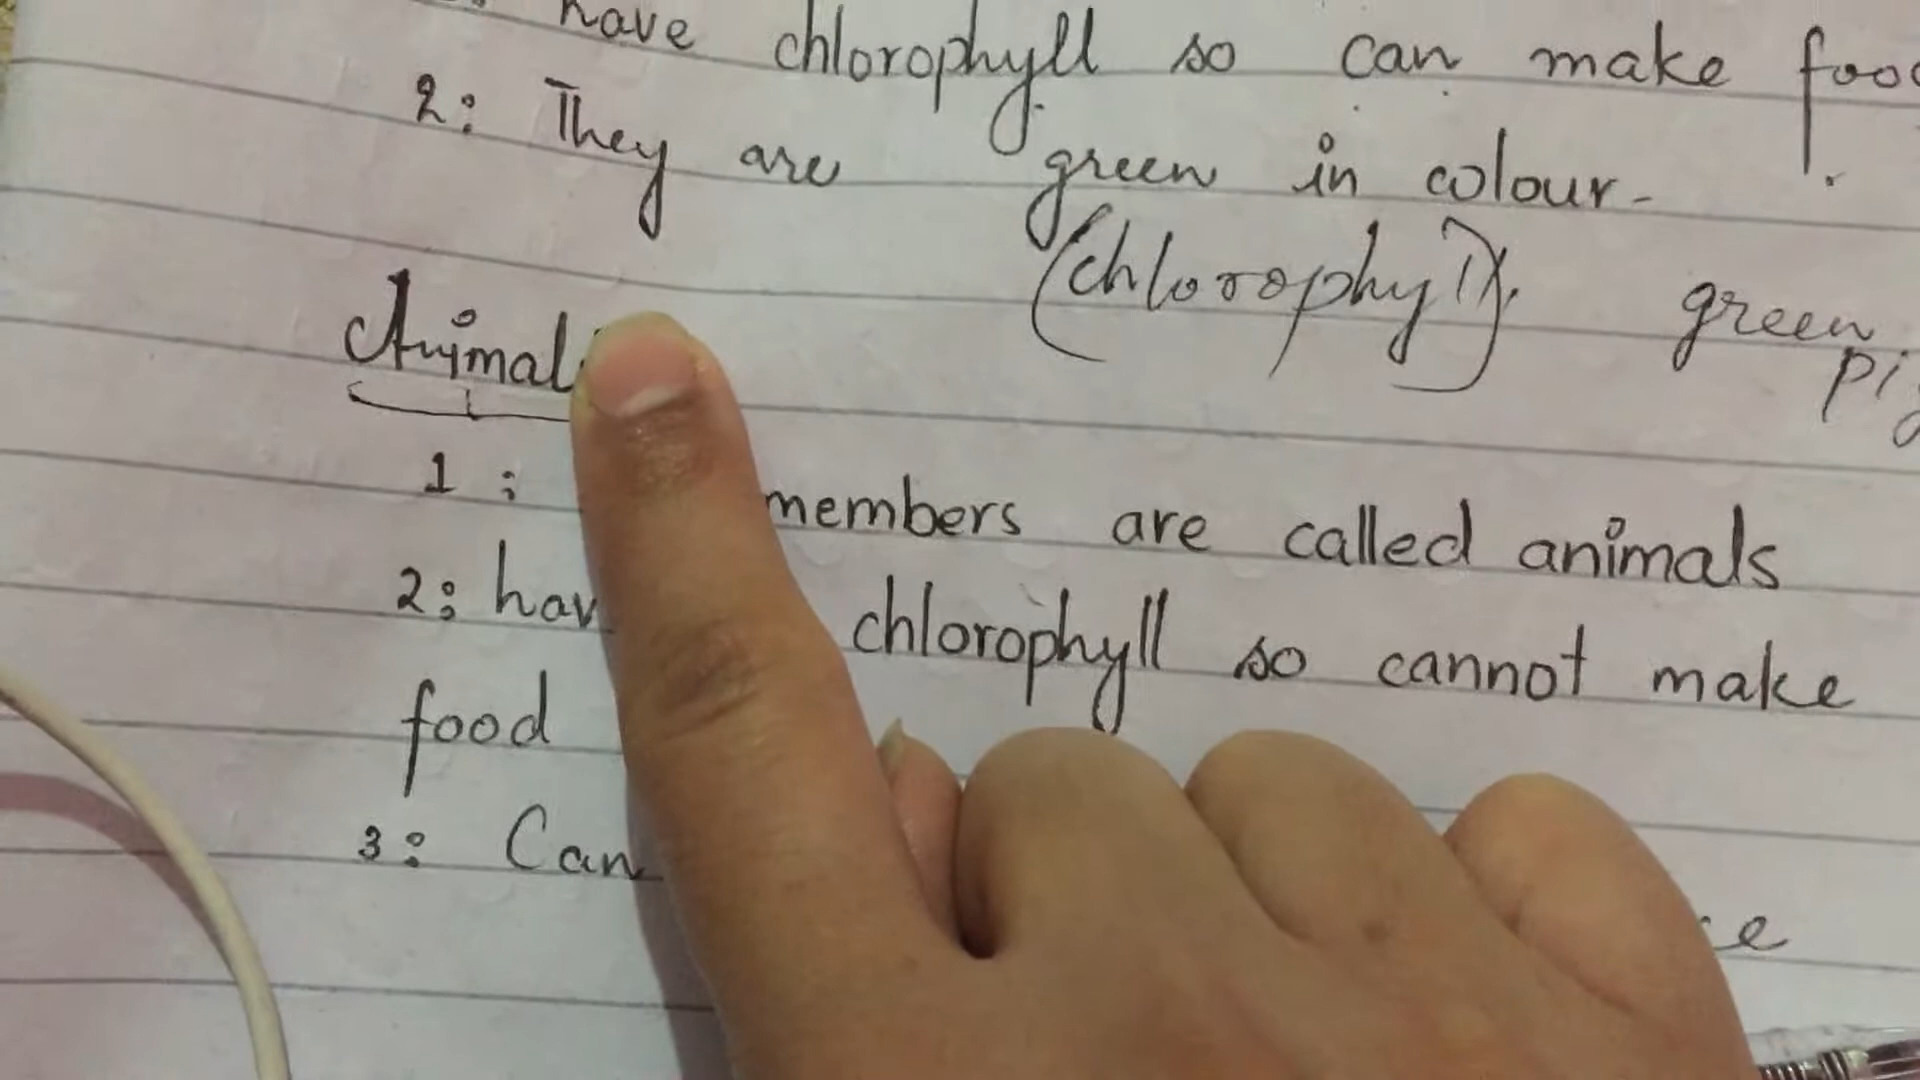 have chlorophyll so can make foo
2: They are green in colour-
(chlorophyll), green
pig
Animal
1: members are called animals
2: hav chlorophyll so cannot make
food
3: Can